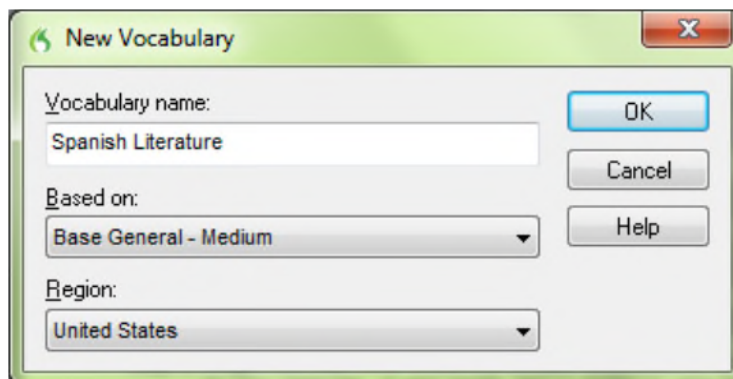 New Vocabulary
Vocabulary name:
Spanish Literature
Based on:
Base General - Medium
Region:
United States
OK
Cancel
Help